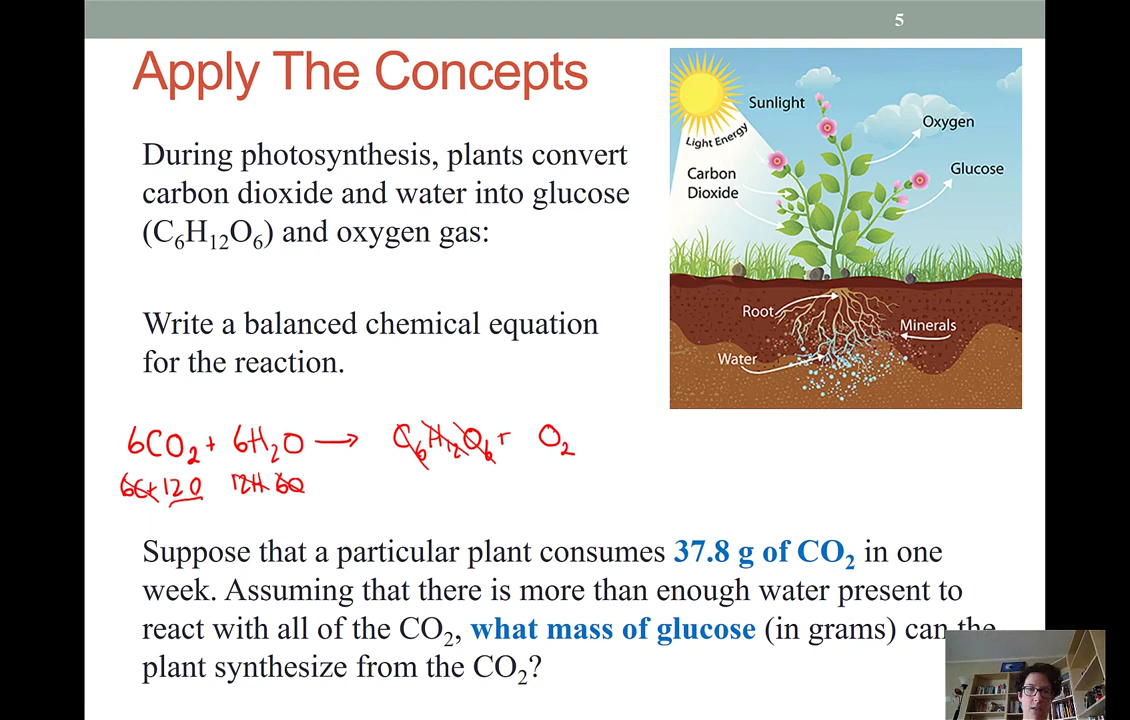 5
Apply The Concepts
During photosynthesis, plants convert
carbon dioxide and water into glucose
(C₆H₁₂O₆) and oxygen gas:
Write a balanced chemical equation
for the reaction.
6CO₂ + 6H₂O → C₆H₁₂O₆ + O₂
6C+ 12 O 12H 6O
Suppose that a particular plant consumes 37.8 g of CO₂ in one
week. Assuming that there is more than enough water present to
react with all of the CO₂, what mass of glucose (in grams) can the
plant synthesize from the CO₂?
Sunlight
Light Energy
Carbon
Dioxide
Oxygen
Glucose
Root
Minerals
Water